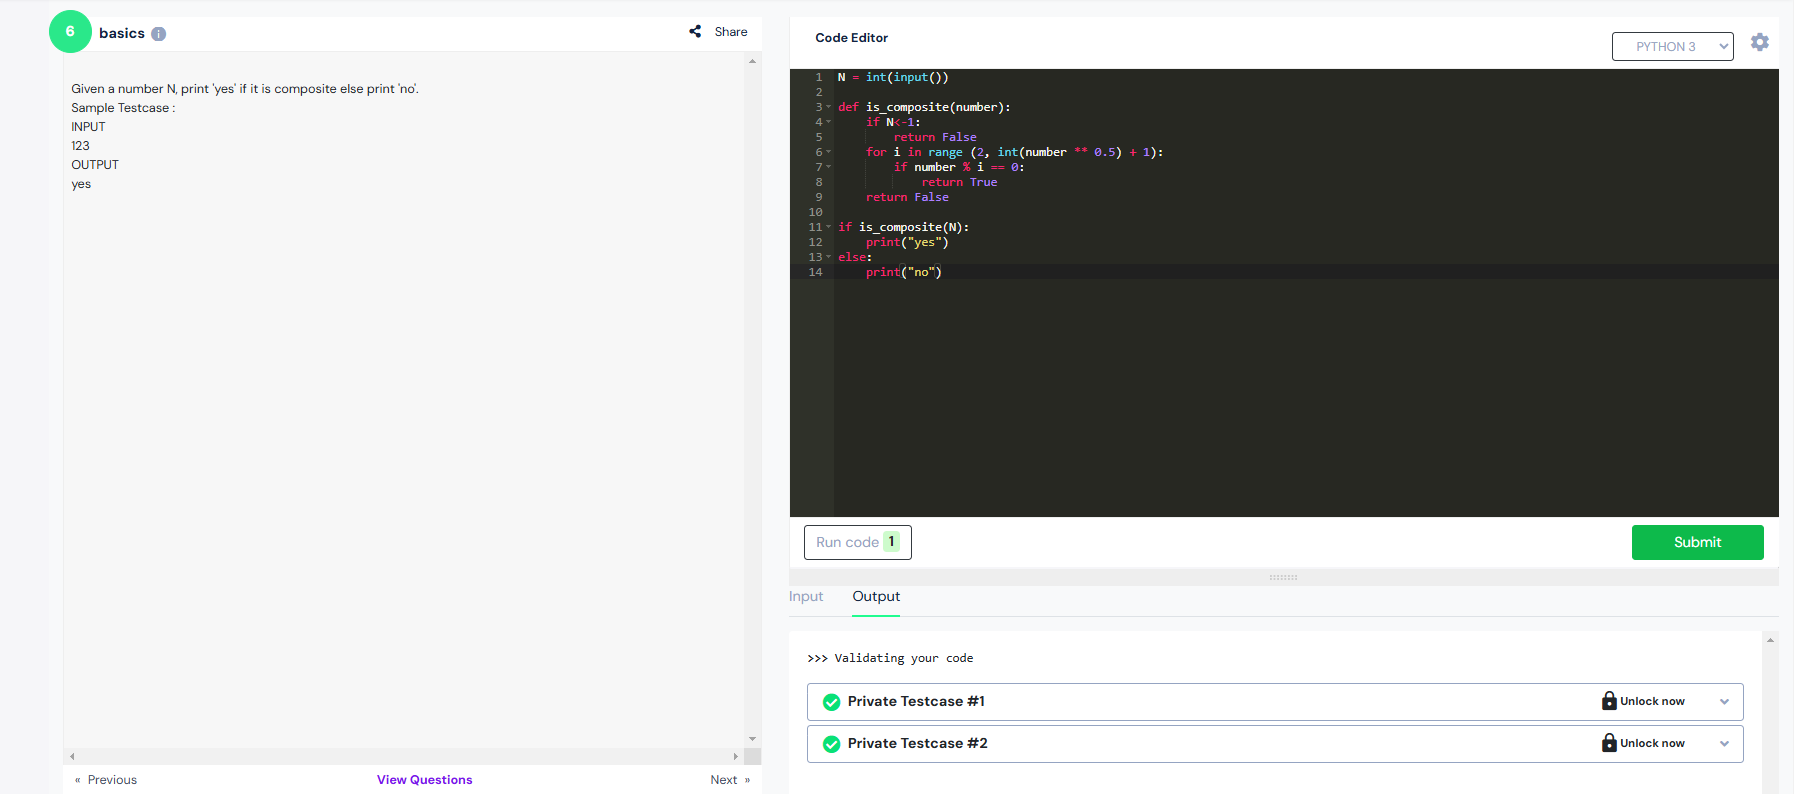 6 basics i Share
Given a number N, print 'yes' if it is composite else print 'no'.
Sample Testcase :
INPUT
123
OUTPUT
yes
« Previous
View Questions
Next »
Code Editor
PYTHON 3
1 N = int(input())
2
3 def is_composite(number):
4     if N<-1:
5         return False
6     for i in range (2, int(number ** 0.5) + 1):
7         if number % i == 0:
8             return True
9     return False
10
11 if is_composite(N):
12     print("yes")
13 else:
14     print("no")
Run code 1
Submit
Input Output
>>> Validating your code
Private Testcase #1 Unlock now
Private Testcase #2 Unlock now